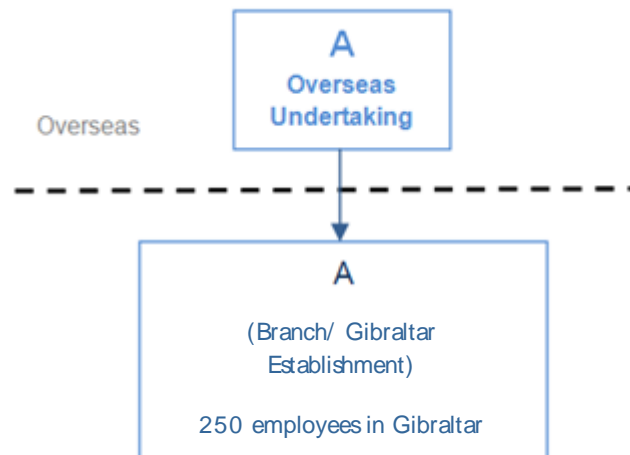 A
Overseas
Undertaking
Overseas
A
(Branch/ Gibraltar
Establishment)
250 employees in Gibraltar